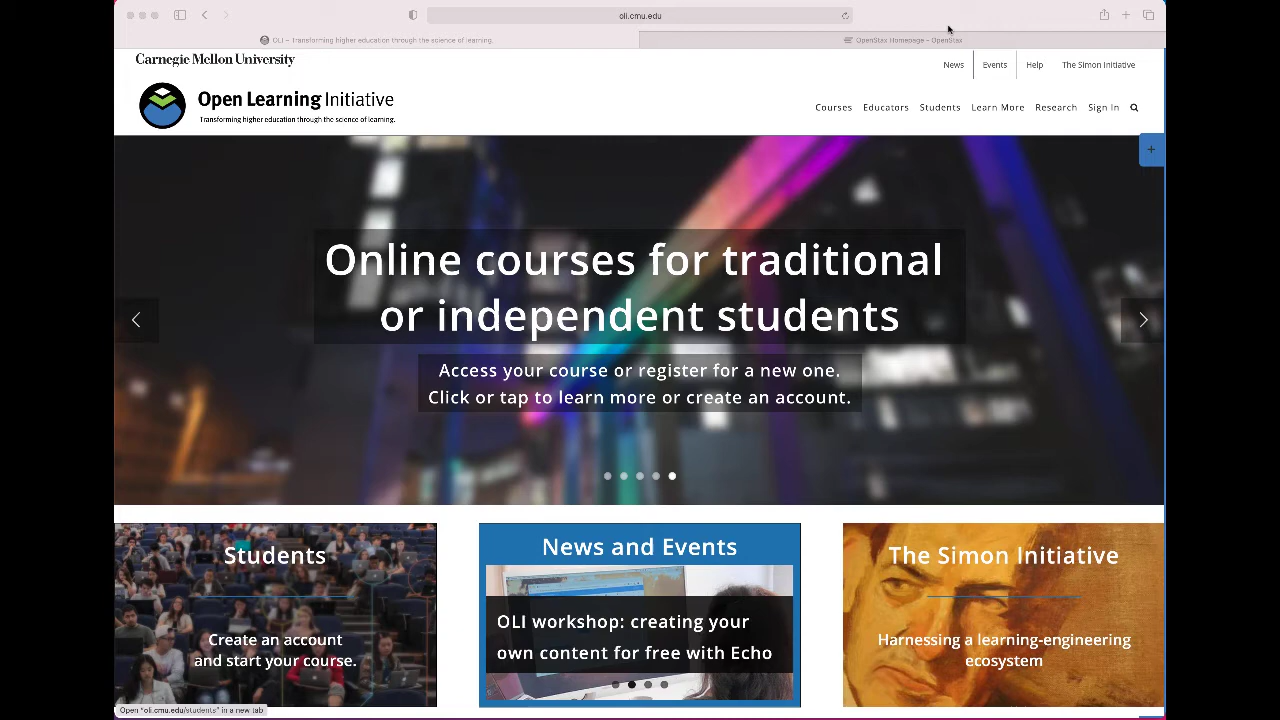 oli.cmu.edu
OLI – Transforming higher education through the science of learning.
OpenStax Homepage - OpenStax
Carnegie Mellon University
News
Events
Help
The Simon Initiative
Open Learning Initiative
Transforming higher education through the science of learning.
Courses
Educators
Students
Learn More
Research
Sign In
+
Online courses for traditional
or independent students
Access your course or register for a new one.
Click or tap to learn more or create an account.
Students
Create an account
and start your course.
News and Events
OLI workshop: creating your
own content for free with Echo
The Simon Initiative
Harnessing a learning-engineering
ecosystem
Open "oli.cmu.edu/students" in a new tab